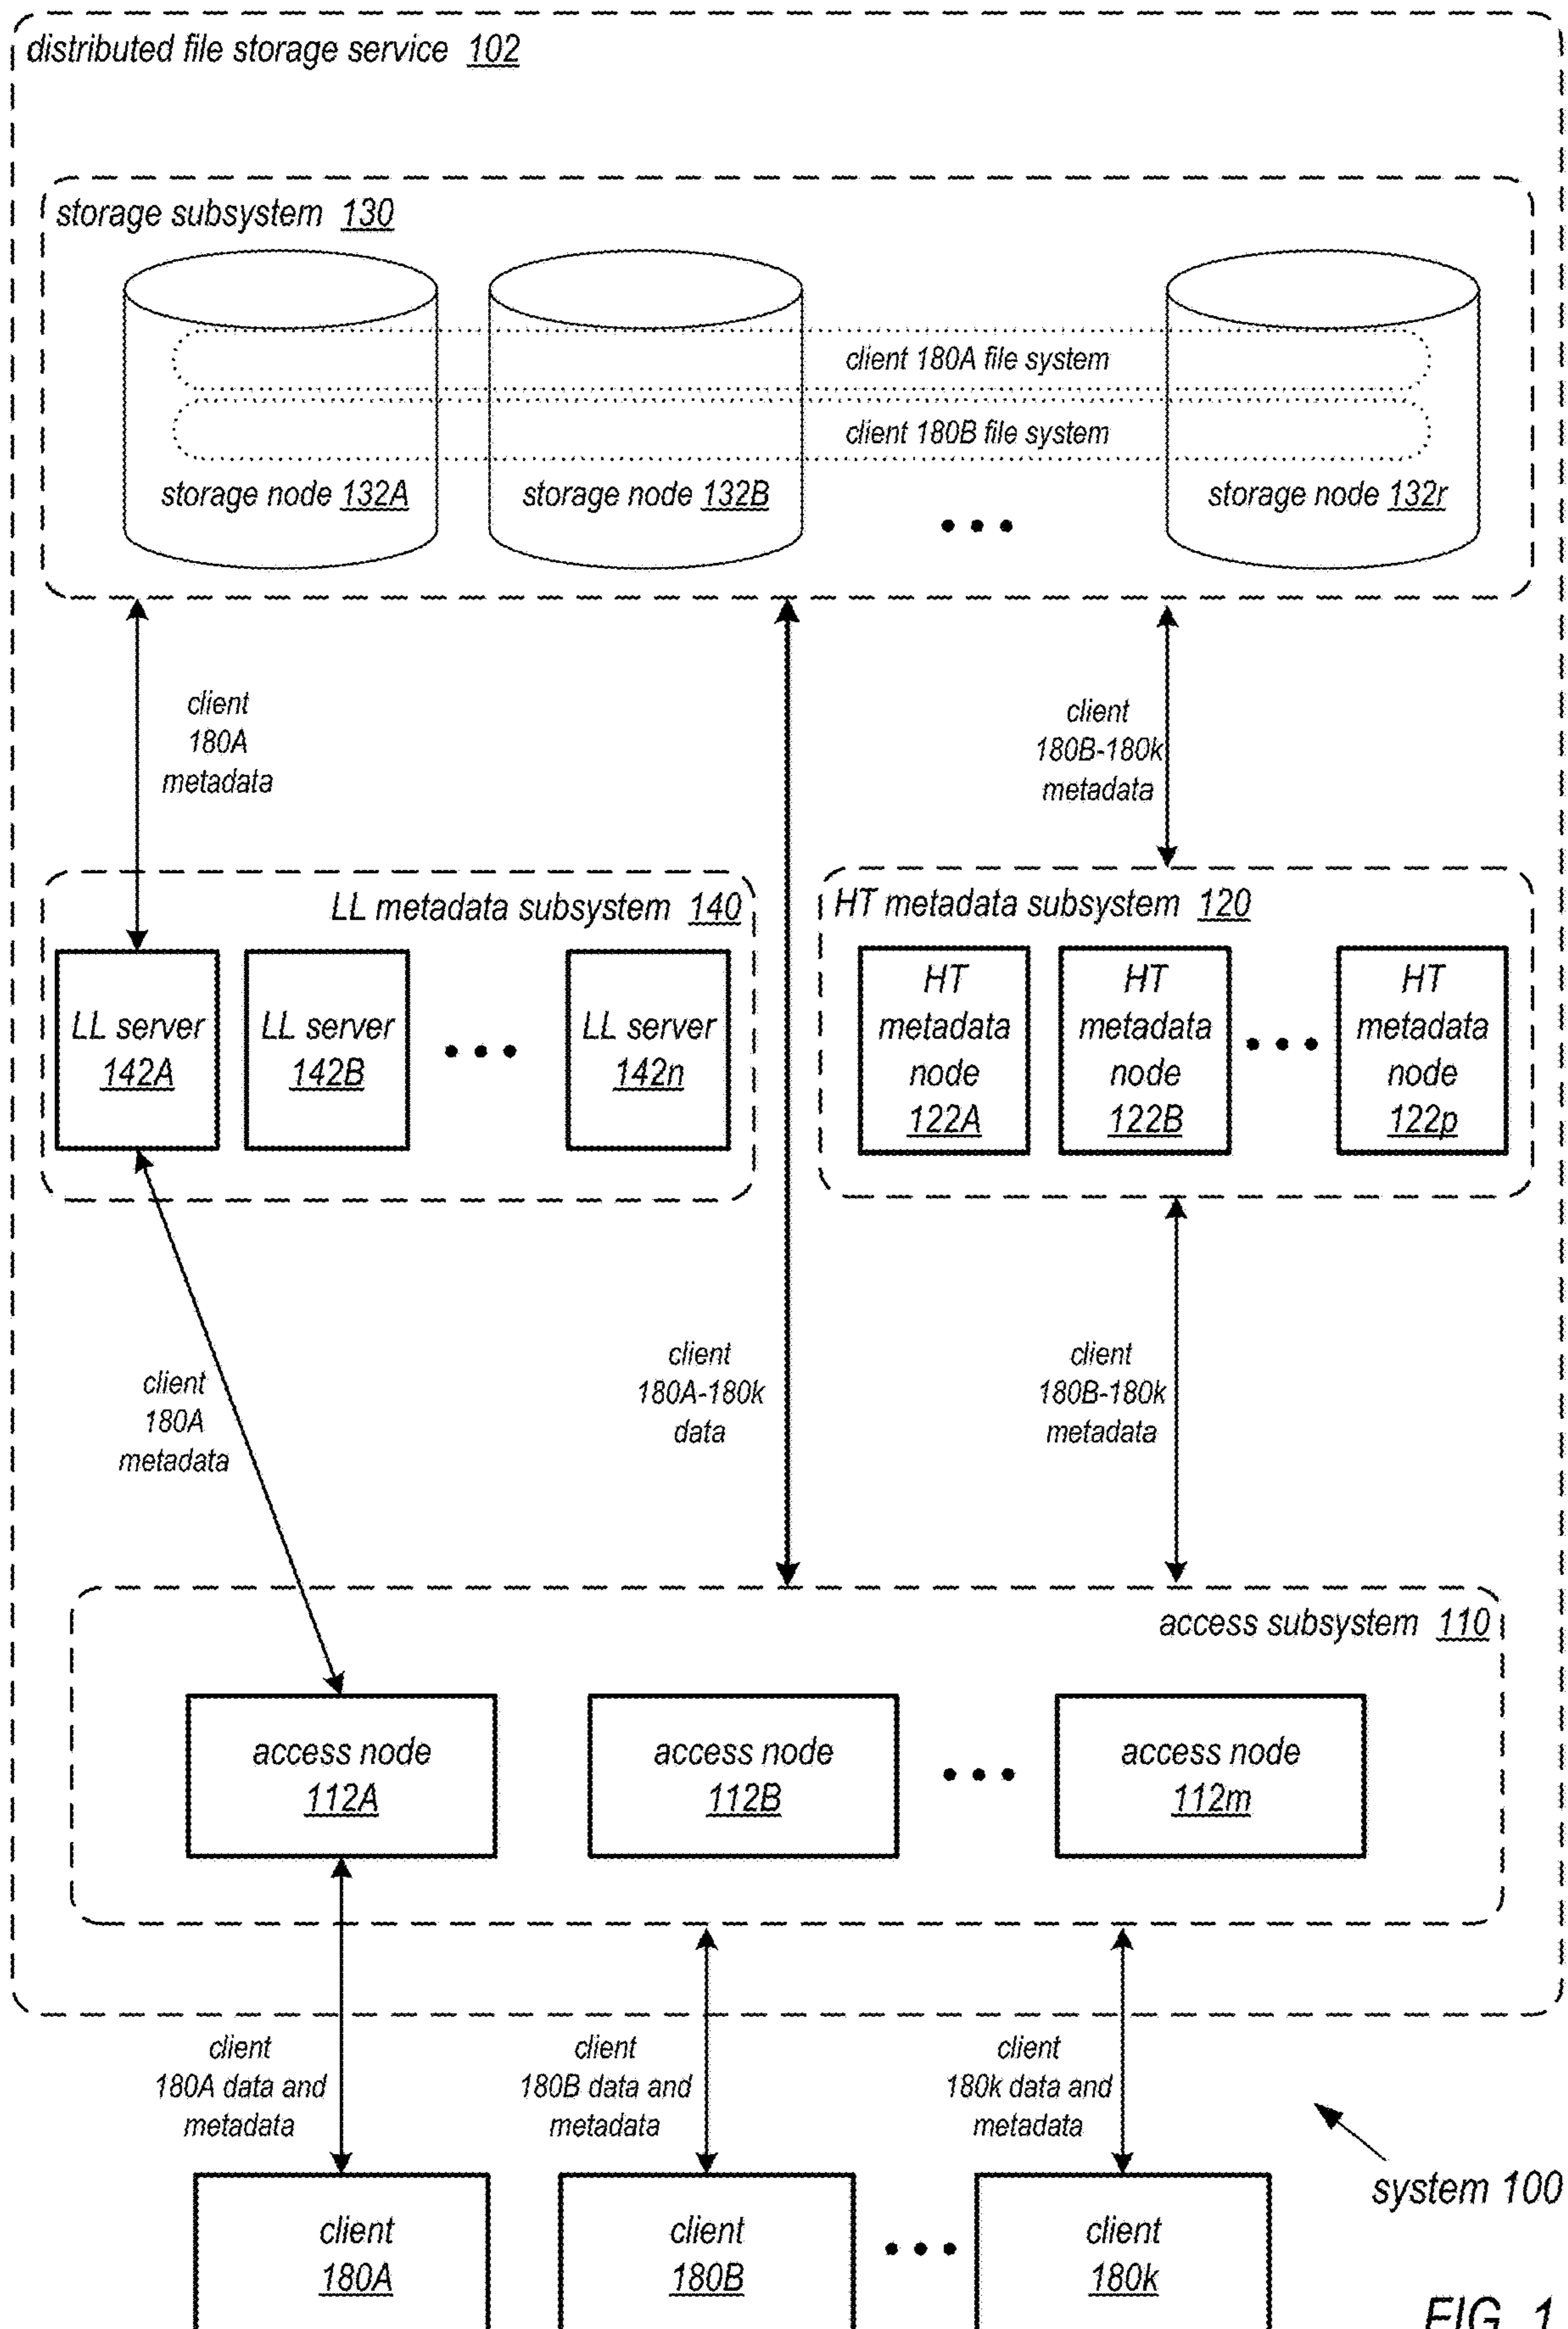 distributed file storage service 102
storage subsystem 130
client 180A file system
client 180B file system
storage node 132A
storage node 132B
storage node 132r
client
180A
metadata
client
180B-180k
metadata
LL metadata subsystem 140
HT metadata subsystem 120
LL server
142A
LL server
142B
LL server
142n
HT
metadata
node
122A
HT
metadata
node
122B
HT
metadata
node
122p
client
180A
metadata
client
180A-180k
data
client
180B-180k
metadata
access subsystem 110
access node
112A
access node
112B
access node
112m
client
180A data and
metadata
client
180B data and
metadata
client
180k data and
metadata
system 100
client
180A
client
180B
client
180k
FIG. 1